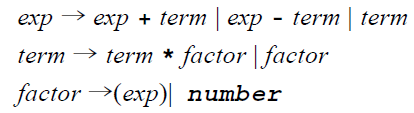 exp → exp + term | exp - term | term
term → term * factor | factor
factor →(exp)| number